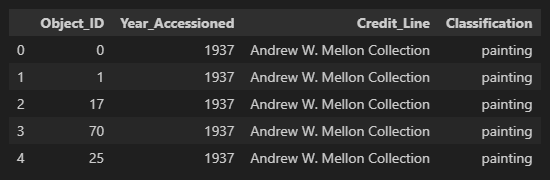 Object_ID Year_Accessioned Credit_Line Classification
0 0 1937 Andrew W. Mellon Collection painting
1 1 1937 Andrew W. Mellon Collection painting
2 17 1937 Andrew W. Mellon Collection painting
3 70 1937 Andrew W. Mellon Collection painting
4 25 1937 Andrew W. Mellon Collection painting